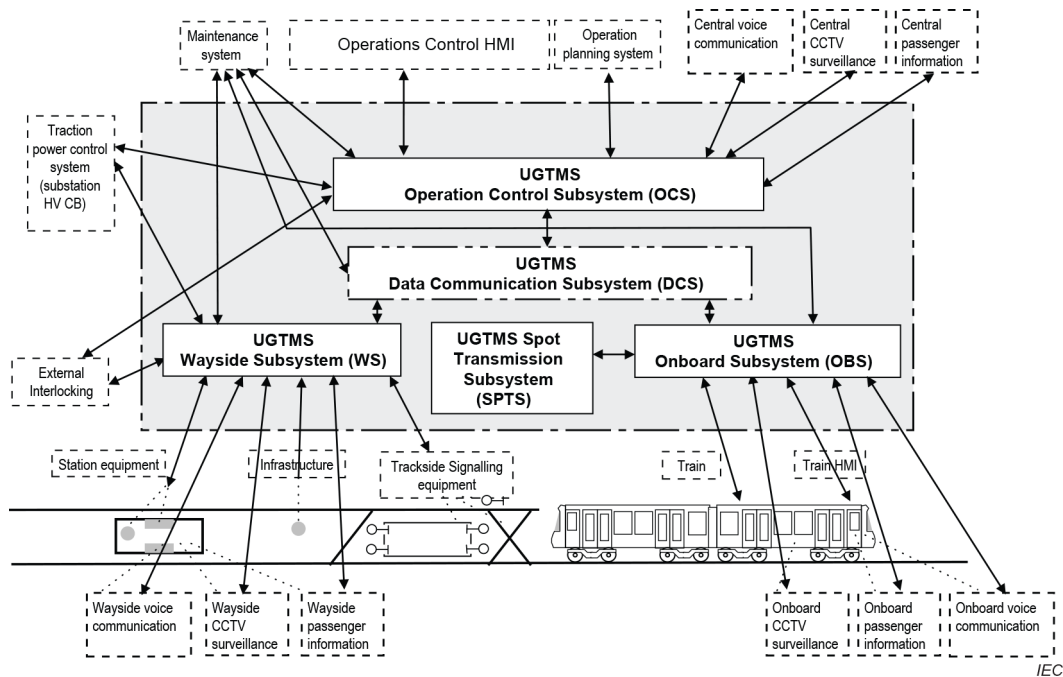 Maintenance
system
Operations Control HMI
Operation
planning system
Central voice
communication
Central
CCTV
surveillance
Central
passenger
information
Traction
power control
system
(substation
HV CB)
UGTMS
Operation Control Subsystem (OCS)
UGTMS
Data Communication Subsystem (DCS)
UGTMS
Wayside Subsystem (WS)
UGTMS Spot
Transmission
Subsystem
(SPTS)
UGTMS
Onboard Subsystem (OBS)
External
Interlocking
Station equipment
Infrastructure
Trackside Signalling
equipment
Train
Train HMI
Wayside voice
communication
Wayside
CCTV
surveillance
Wayside
passenger
information
Onboard
CCTV
surveillance
Onboard
passenger
information
Onboard voice
communication
IEC